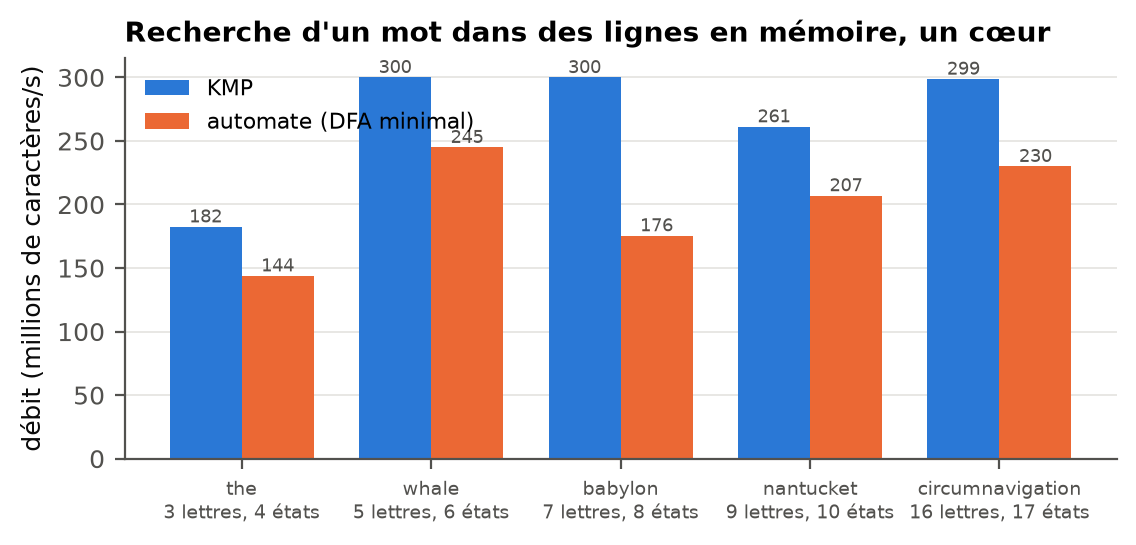 Recherche d'un mot dans des lignes en mémoire, un cœur
débit (millions de caractères/s)
300
250
200
150
100
50
0
KMP
automate (DFA minimal)
182
144
300
245
300
176
261
207
299
230
the
3 lettres, 4 états
whale
5 lettres, 6 états
babylon
7 lettres, 8 états
nantucket
9 lettres, 10 états
circumnavigation
16 lettres, 17 états